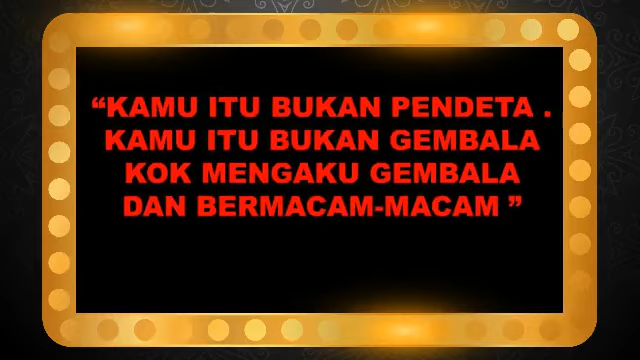 “KAMU ITU BUKAN PENDETA .
KAMU ITU BUKAN GEMBALA
KOK MENGAKU GEMBALA
DAN BERMACAM-MACAM ”